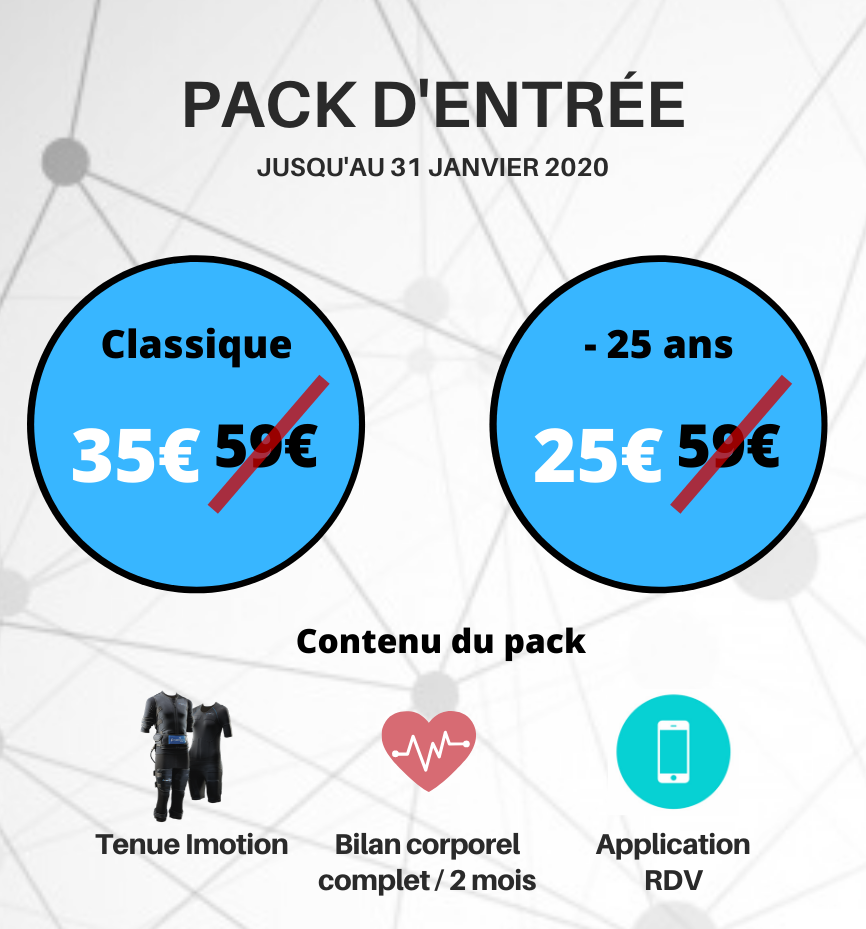 PACK D'ENTRÉE
JUSQU'AU 31 JANVIER 2020
Classique
35€ 59€
- 25 ans
25€ 59€
Contenu du pack
Tenue Imotion
Bilan corporel
complet / 2 mois
Application
RDV